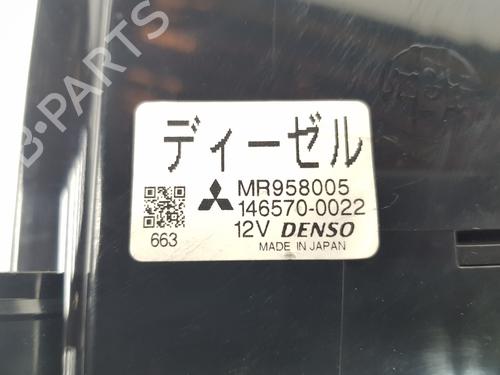 B-PARTS
ディーゼル
MR958005
146570-0022
663
12V DENSO
MADE IN JAPAN